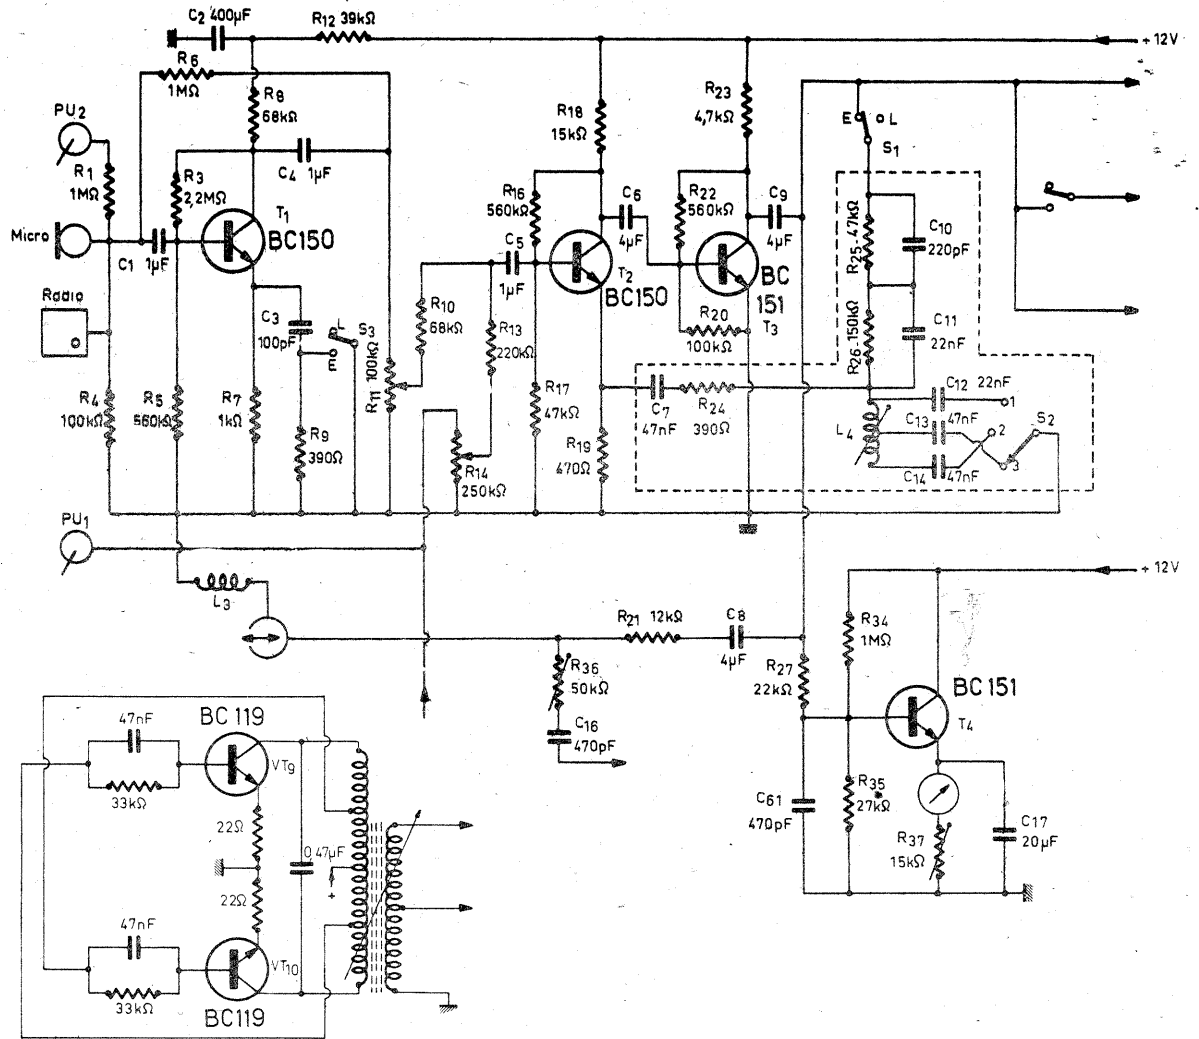 C2 400µF
R12 39kΩ
+ 12V
R6
1MΩ
PU2
R8
68kΩ
R18
15kΩ
R23
4,7kΩ
E
L
S1
R1
1MΩ
R3
2,2MΩ
C4
1µF
R16
560kΩ
C6
4µF
R22
560kΩ
C9
4µF
R25-47kΩ
C10
220pF
Micro
C1
1µF
T1
BC150
C5
1µF
T2
BC150
BC
151
T3
Radio
C3
100pF
L
S3
E
R11 100kΩ
R10
68kΩ
R13
220kΩ
R20
100kΩ
R26-150kΩ
C11
22nF
R4
100kΩ
R5
560kΩ
R7
1kΩ
R9
390Ω
R14
250kΩ
R17
47kΩ
R19
470Ω
C7
47nF
R24
390Ω
L4
C12
22nF
1
C13
47nF
2
S2
3
C14
47nF
PU1
L3
+ 12V
R21 12kΩ
C8
4µF
R34
1MΩ
R36
50kΩ
R27
22kΩ
BC151
T4
C16
470pF
C61
470pF
R35
27kΩ
R37
15kΩ
C17
20µF
47nF
BC119
VT9
33kΩ
22Ω
0,47µF
+
22Ω
47nF
VT10
33kΩ
BC119